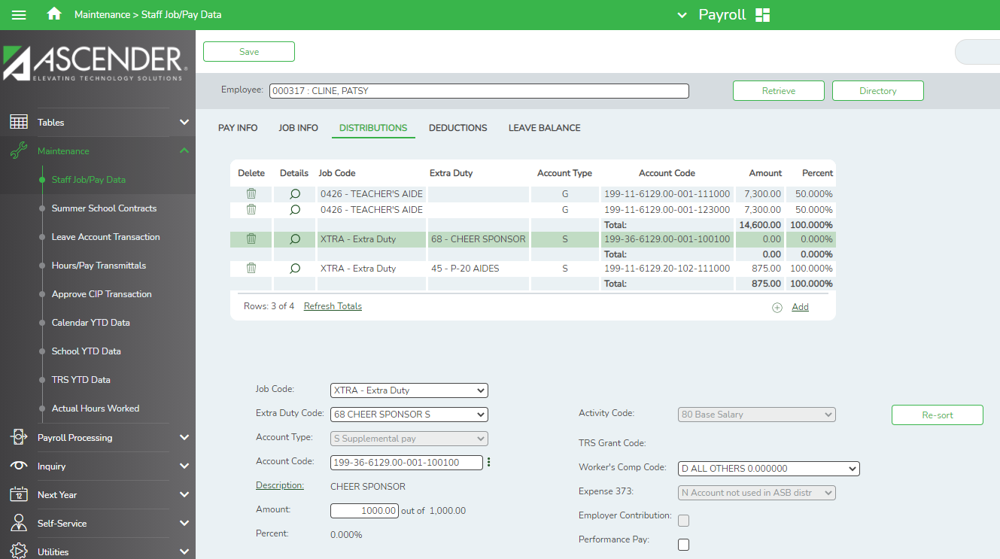 Maintenance > Staff Job/Pay Data
Payroll
ASCENDER
ELEVATING TECHNOLOGY SOLUTIONS
Tables
Maintenance
Staff Job/Pay Data
Summer School Contracts
Leave Account Transaction
Hours/Pay Transmittals
Approve CIP Transaction
Calendar YTD Data
School YTD Data
TRS YTD Data
Actual Hours Worked
Payroll Processing
Inquiry
12
Next Year
Self-Service
Utilities
Save
Employee: 000317 : CLINE, PATSY Retrieve Directory
PAY INFO JOB INFO DISTRIBUTIONS DEDUCTIONS LEAVE BALANCE
Delete Details Job Code Extra Duty Account Type Account Code Amount Percent
0426 - TEACHER'S AIDE G 199-11-6129.00-001-111000 7,300.00 50.000%
0426 - TEACHER'S AIDE G 199-11-6129.00-001-123000 7,300.00 50.000%
Total: 14,600.00 100.000%
XTRA - Extra Duty 68 - CHEER SPONSOR S 199-36-6129.00-001-100100 0.00 0.000%
Total: 0.00 0.000%
XTRA - Extra Duty 45 - P-20 AIDES S 199-11-6129.20-102-111000 875.00 100.000%
Total: 875.00 100.000%
Rows: 3 of 4 Refresh Totals Add
Job Code: XTRA - Extra Duty
Extra Duty Code: 68 CHEER SPONSOR S
Account Type: S Supplemental pay
Account Code: 199-36-6129.00-001-100100
Description: CHEER SPONSOR
Amount: 1000.00 out of 1,000.00
Percent: 0.000%
Activity Code: 80 Base Salary
TRS Grant Code:
Worker's Comp Code: D ALL OTHERS 0.000000
Expense 373: N Account not used in ASB distr
Employer Contribution:
Performance Pay:
Re-sort